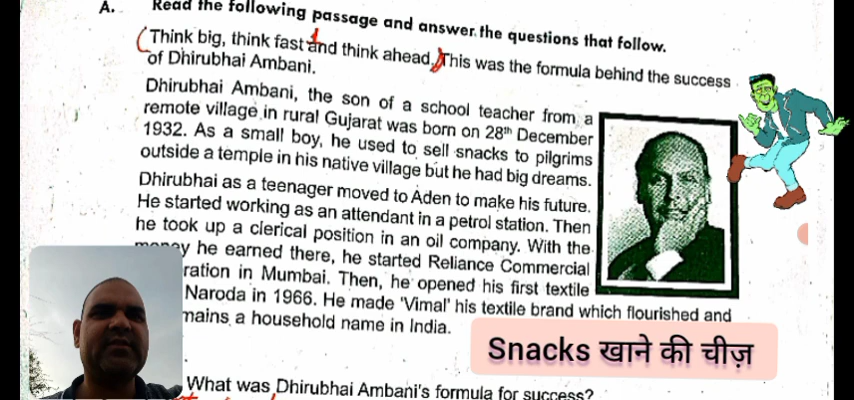 A. Read the following passage and answer the questions that follow.
Think big, think fast and think ahead. This was the formula behind the success
of Dhirubhai Ambani.
Dhirubhai Ambani, the son of a school teacher from a
remote village in rural Gujarat was born on 28th December
1932. As a small boy, he used to sell snacks to pilgrims
outside a temple in his native village but he had big dreams.
Dhirubhai as a teenager moved to Aden to make his future.
He started working as an attendant in a petrol station. Then
he took up a clerical position in an oil company. With the
money he earned there, he started Reliance Commercial
ration in Mumbai. Then, he opened his first textile
Naroda in 1966. He made 'Vimal' his textile brand which flourished and
mains a household name in India.
Snacks खाने की चीज़
What was Dhirubhai Ambani's formula for success?